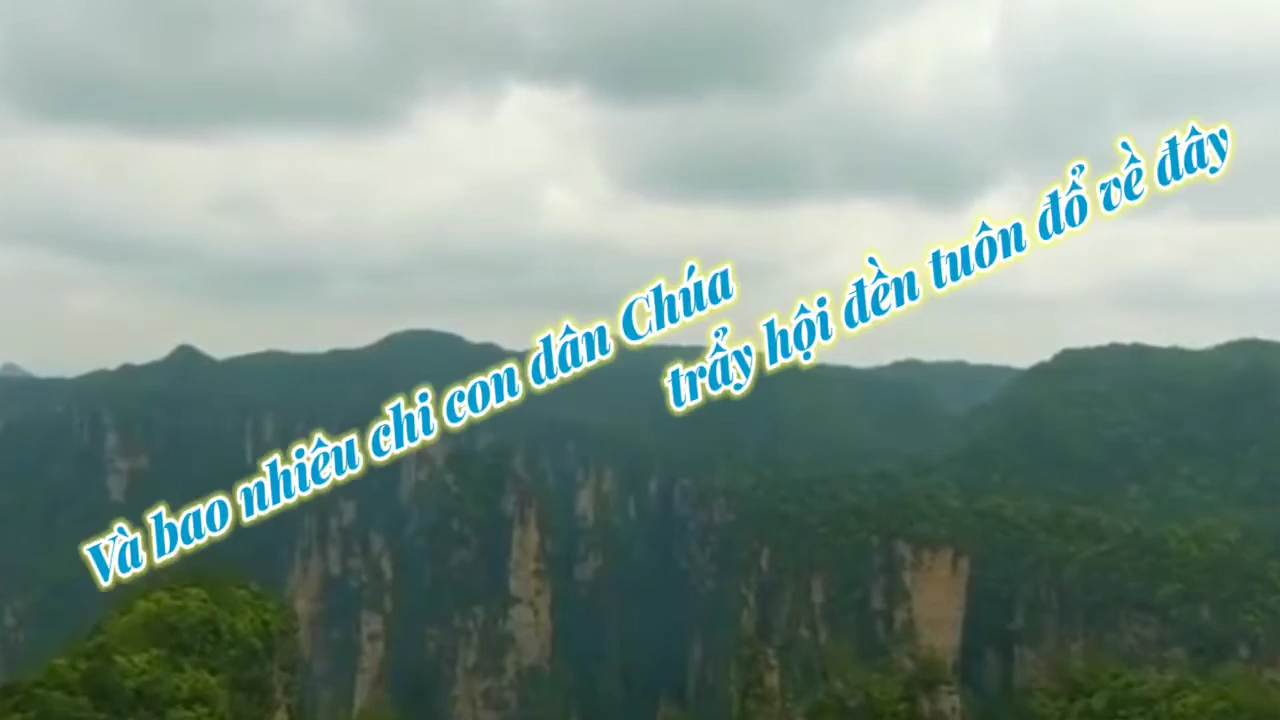 Và bao nhiêu chi con dân Chúa
trẩy hội đền tuôn đổ về đây